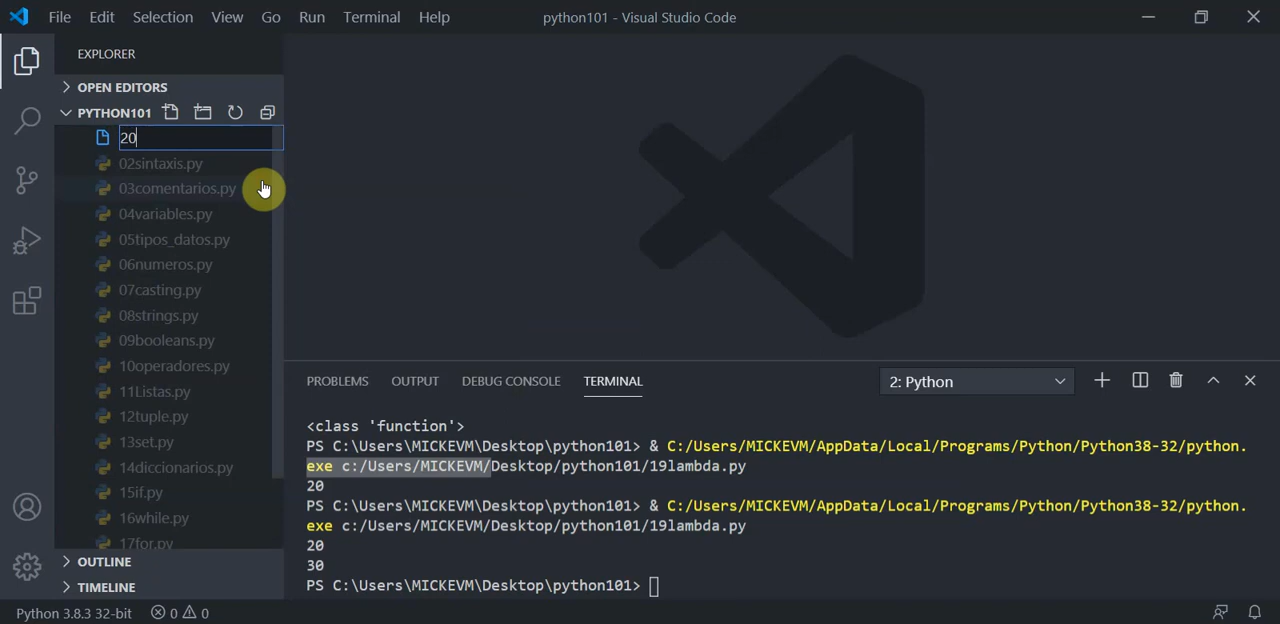 File Edit Selection View Go Run Terminal Help
python101 - Visual Studio Code
EXPLORER
OPEN EDITORS
PYTHON101
20
02sintaxis.py
03comentarios.py
04variables.py
05tipos_datos.py
06numeros.py
07casting.py
08strings.py
09booleans.py
10operadores.py
11Listas.py
12tuple.py
13set.py
14diccionarios.py
15if.py
16while.py
17for.py
OUTLINE
TIMELINE
PROBLEMS OUTPUT DEBUG CONSOLE TERMINAL
2: Python
<class 'function'>
PS C:\Users\MICKEVM\Desktop\python101> & C:/Users/MICKEVM/AppData/Local/Programs/Python/Python38-32/python.
exe c:/Users/MICKEVM/Desktop/python101/19lambda.py
20
PS C:\Users\MICKEVM\Desktop\python101> & C:/Users/MICKEVM/AppData/Local/Programs/Python/Python38-32/python.
exe c:/Users/MICKEVM/Desktop/python101/19lambda.py
20
30
PS C:\Users\MICKEVM\Desktop\python101>
Python 3.8.3 32-bit 0 0